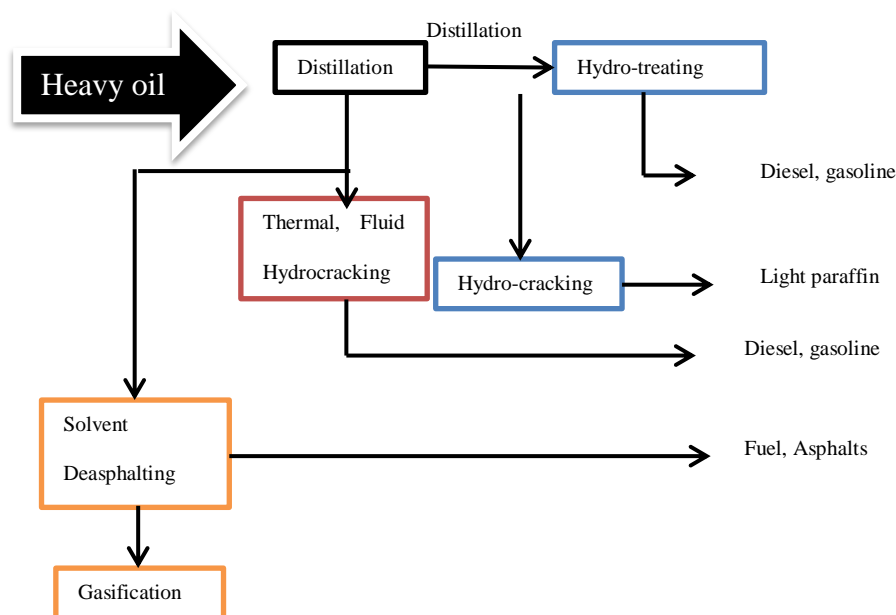 Distillation
Heavy oil
Distillation
Hydro-treating
Diesel, gasoline
Thermal, Fluid
Hydrocracking
Hydro-cracking
Light paraffin
Diesel, gasoline
Solvent
Deasphalting
Fuel, Asphalts
Gasification